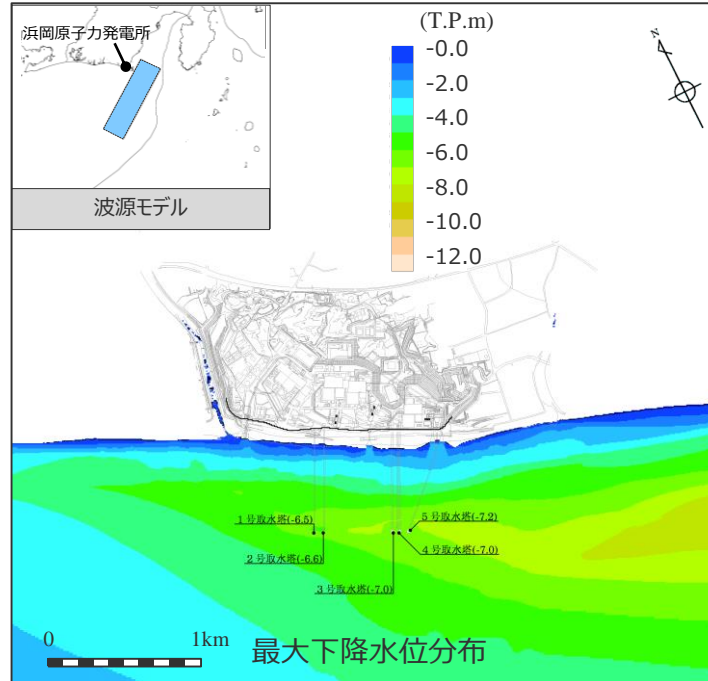 浜岡原子力発電所
波源モデル
(T.P.m)
-0.0
-2.0
-4.0
-6.0
-8.0
-10.0
-12.0
N
1号取水塔(-6.5)
2号取水塔(-6.6)
3号取水塔(-7.0)
5号取水塔(-7.2)
4号取水塔(-7.0)
0 1km
最大下降水位分布